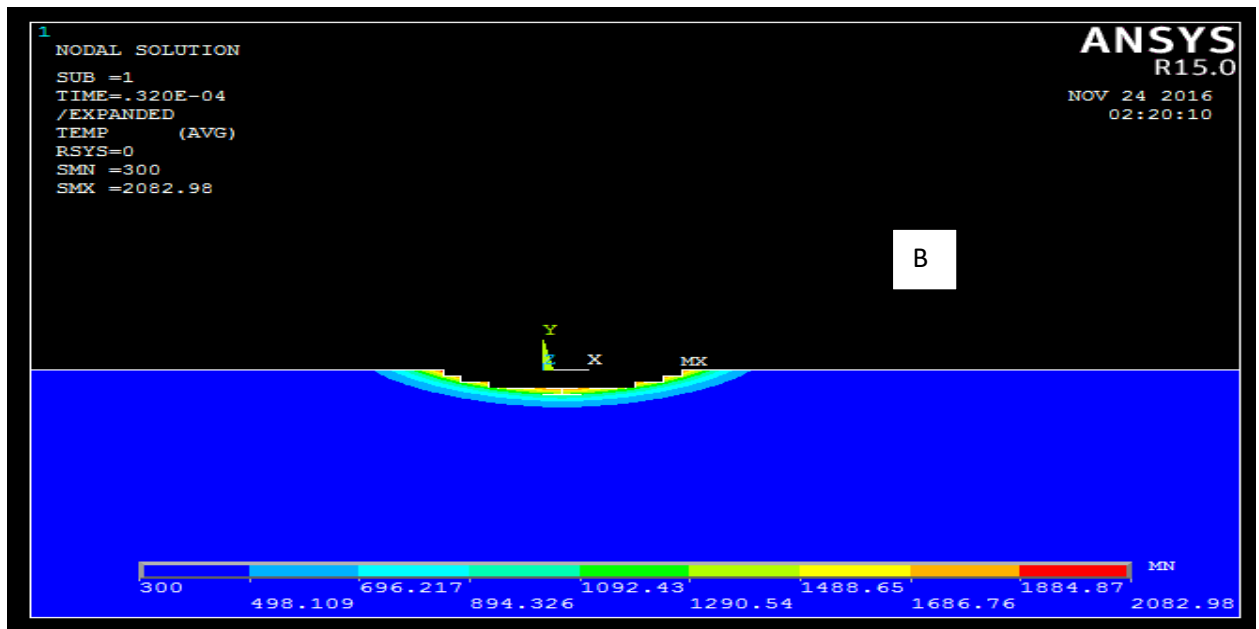 1
NODAL SOLUTION
SUB =1
TIME=.320E-04
/EXPANDED
TEMP (AVG)
RSYS=0
SMN =300
SMX =2082.98
ANSYS
R15.0
NOV 24 2016
02:20:10
B
Y
Z X MX
MN
300 696.217 1092.43 1488.65 1884.87
498.109 894.326 1290.54 1686.76 2082.98